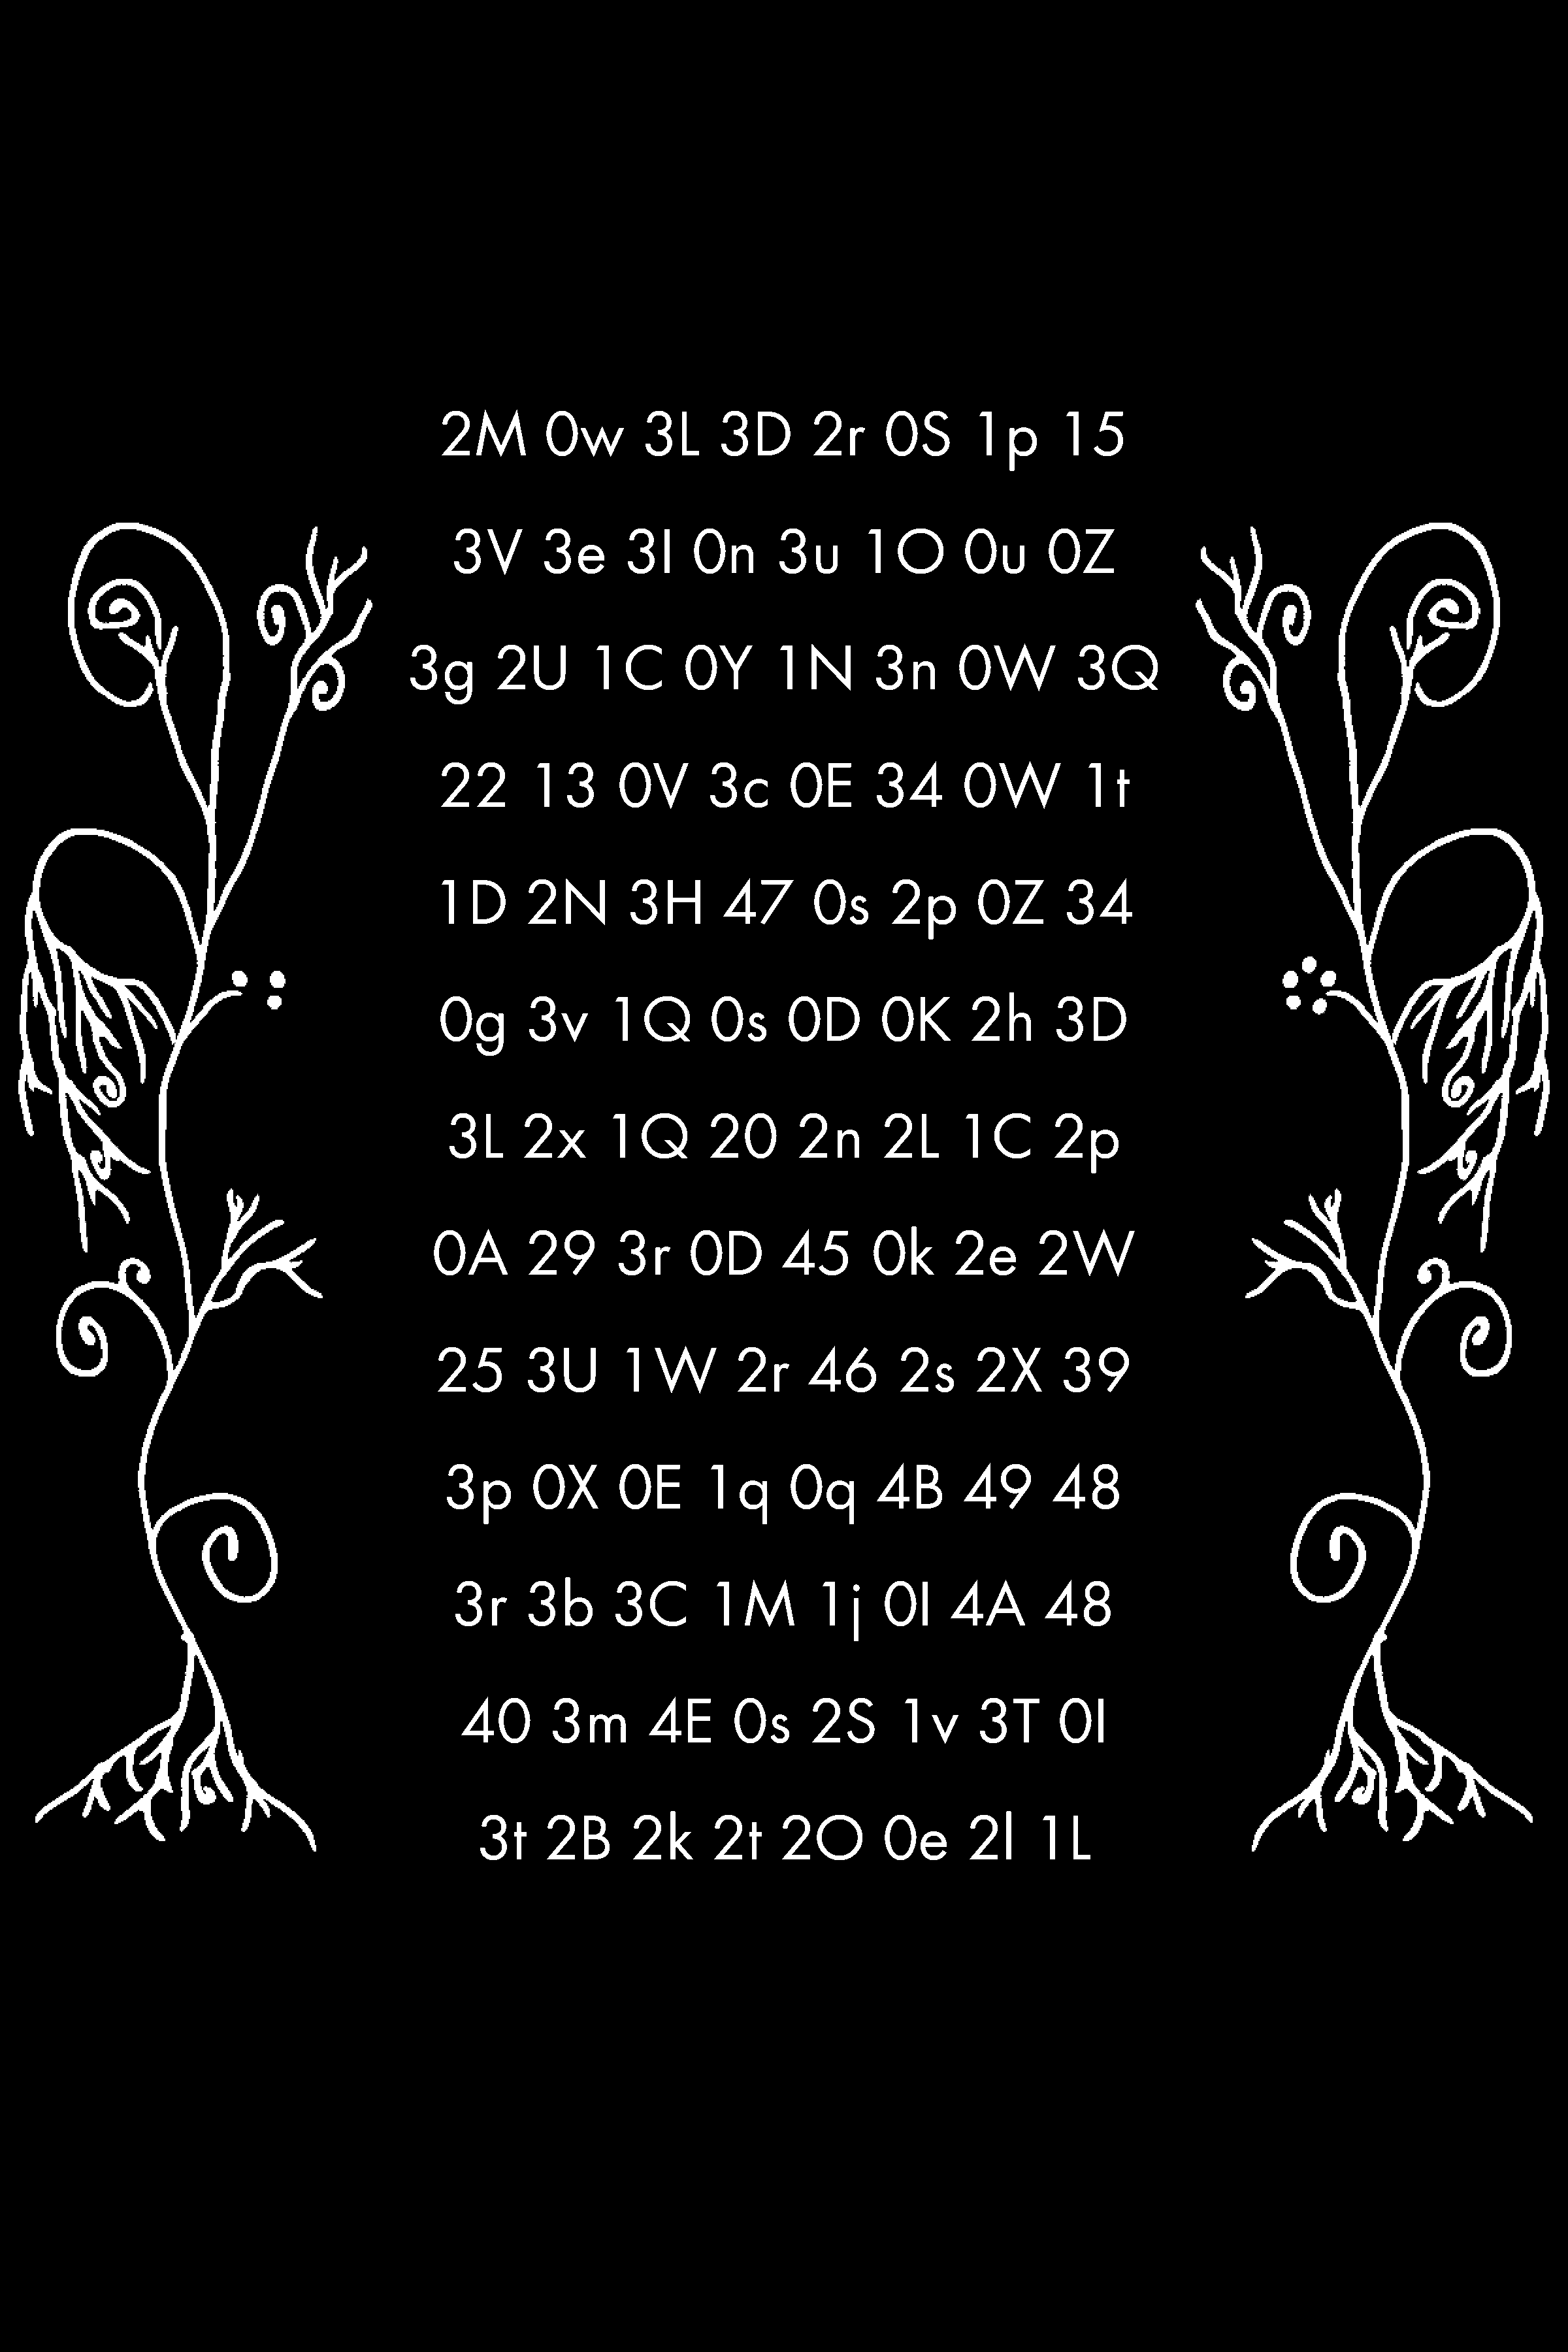 2M 0w 3L 3D 2r 0S 1p 15
3V 3e 3I 0n 3u 1O 0u 0Z
3g 2U 1C 0Y 1N 3n 0W 3Q
22 13 0V 3c 0E 34 0W 1t
1D 2N 3H 47 0s 2p 0Z 34
0g 3v 1Q 0s 0D 0K 2h 3D
3L 2x 1Q 20 2n 2L 1C 2p
0A 29 3r 0D 45 0k 2e 2W
25 3U 1W 2r 46 2s 2X 39
3p 0X 0E 1q 0q 4B 49 48
3r 3b 3C 1M 1j 0I 4A 48
40 3m 4E 0s 2S 1v 3T 0I
3t 2B 2k 2t 2O 0e 2l 1L